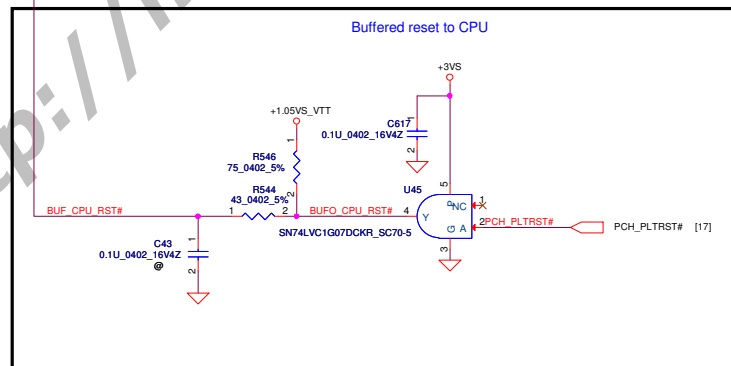 Buffered reset to CPU
+3VS
+1.05VS_VTT
C617
0.1U_0402_16V4Z
1
2
1
R546
75_0402_5%
2
R544
43_0402_5%
U45
5
P
NC
1
BUF_CPU_RST#
1
2
BUFO_CPU_RST#
4
Y
G
A
2
PCH_PLTRST#
PCH_PLTRST#
[17]
SN74LVC1G07DCKR_SC70-5
3
C43
0.1U_0402_16V4Z
@
1
2